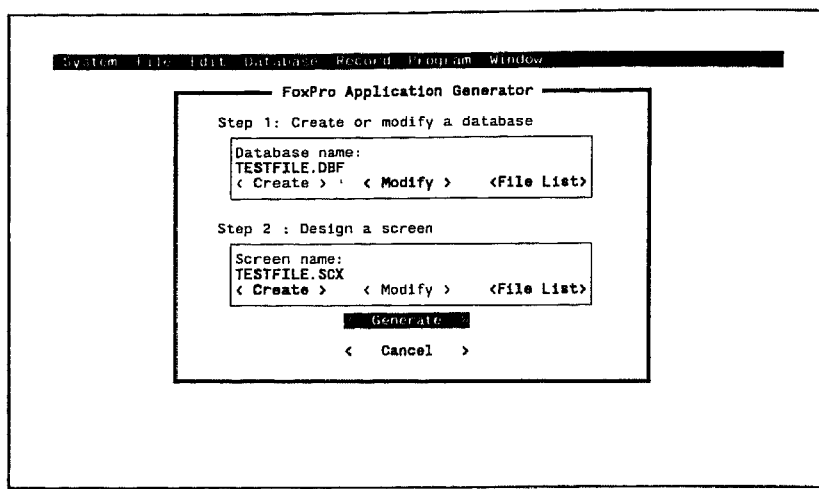 System File Edit Database Record Program Window
FoxPro Application Generator
Step 1: Create or modify a database
Database name:
TESTFILE.DBF
< Create > < Modify > <File List>
Step 2 : Design a screen
Screen name:
TESTFILE.SCX
< Create > < Modify > <File List>
< Generate >
< Cancel >